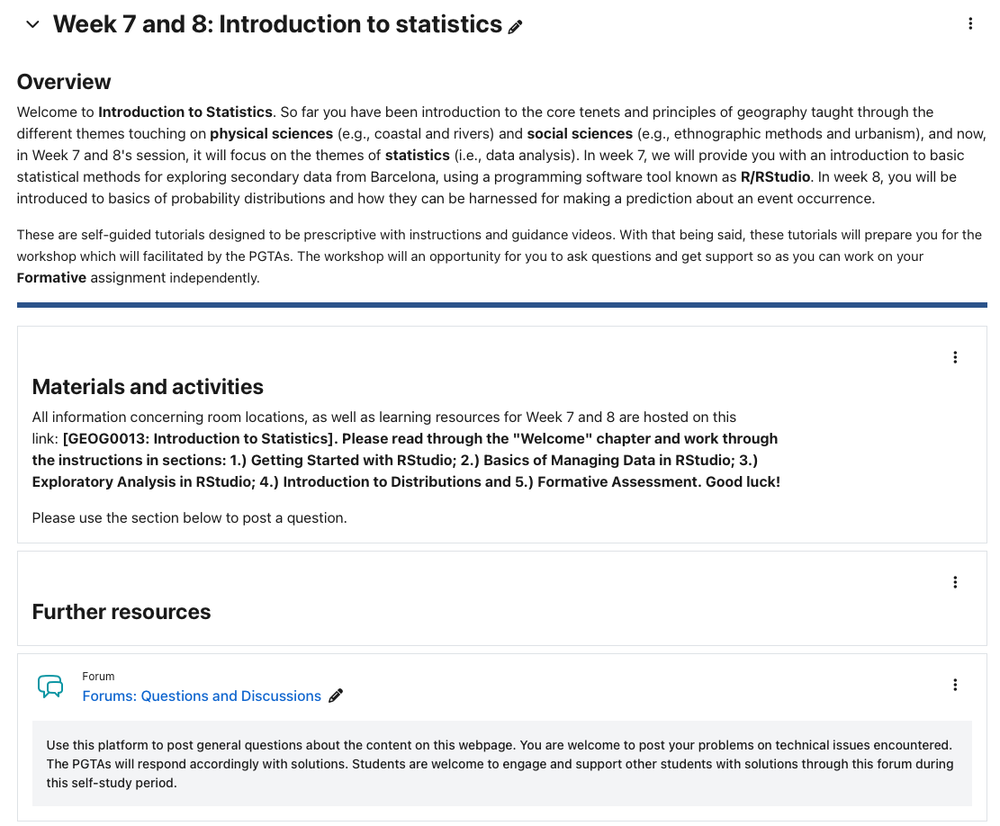 Week 7 and 8: Introduction to statistics
Overview
Welcome to Introduction to Statistics. So far you have been introduction to the core tenets and principles of geography taught through the
different themes touching on physical sciences (e.g., coastal and rivers) and social sciences (e.g., ethnographic methods and urbanism), and now,
in Week 7 and 8's session, it will focus on the themes of statistics (i.e., data analysis). In week 7, we will provide you with an introduction to basic
statistical methods for exploring secondary data from Barcelona, using a programming software tool known as R/RStudio. In week 8, you will be
introduced to basics of probability distributions and how they can be harnessed for making a prediction about an event occurrence.
These are self-guided tutorials designed to be prescriptive with instructions and guidance videos. With that being said, these tutorials will prepare you for the
workshop which will facilitated by the PGTAs. The workshop will an opportunity for you to ask questions and get support so as you can work on your
Formative assignment independently.
Materials and activities
All information concerning room locations, as well as learning resources for Week 7 and 8 are hosted on this
link: [GEOG0013: Introduction to Statistics]. Please read through the "Welcome" chapter and work through
the instructions in sections: 1.) Getting Started with RStudio; 2.) Basics of Managing Data in RStudio; 3.)
Exploratory Analysis in RStudio; 4.) Introduction to Distributions and 5.) Formative Assessment. Good luck!
Please use the section below to post a question.
Further resources
Forum
Forums: Questions and Discussions
Use this platform to post general questions about the content on this webpage. You are welcome to post your problems on technical issues encountered.
The PGTAs will respond accordingly with solutions. Students are welcome to engage and support other students with solutions through this forum during
this self-study period.